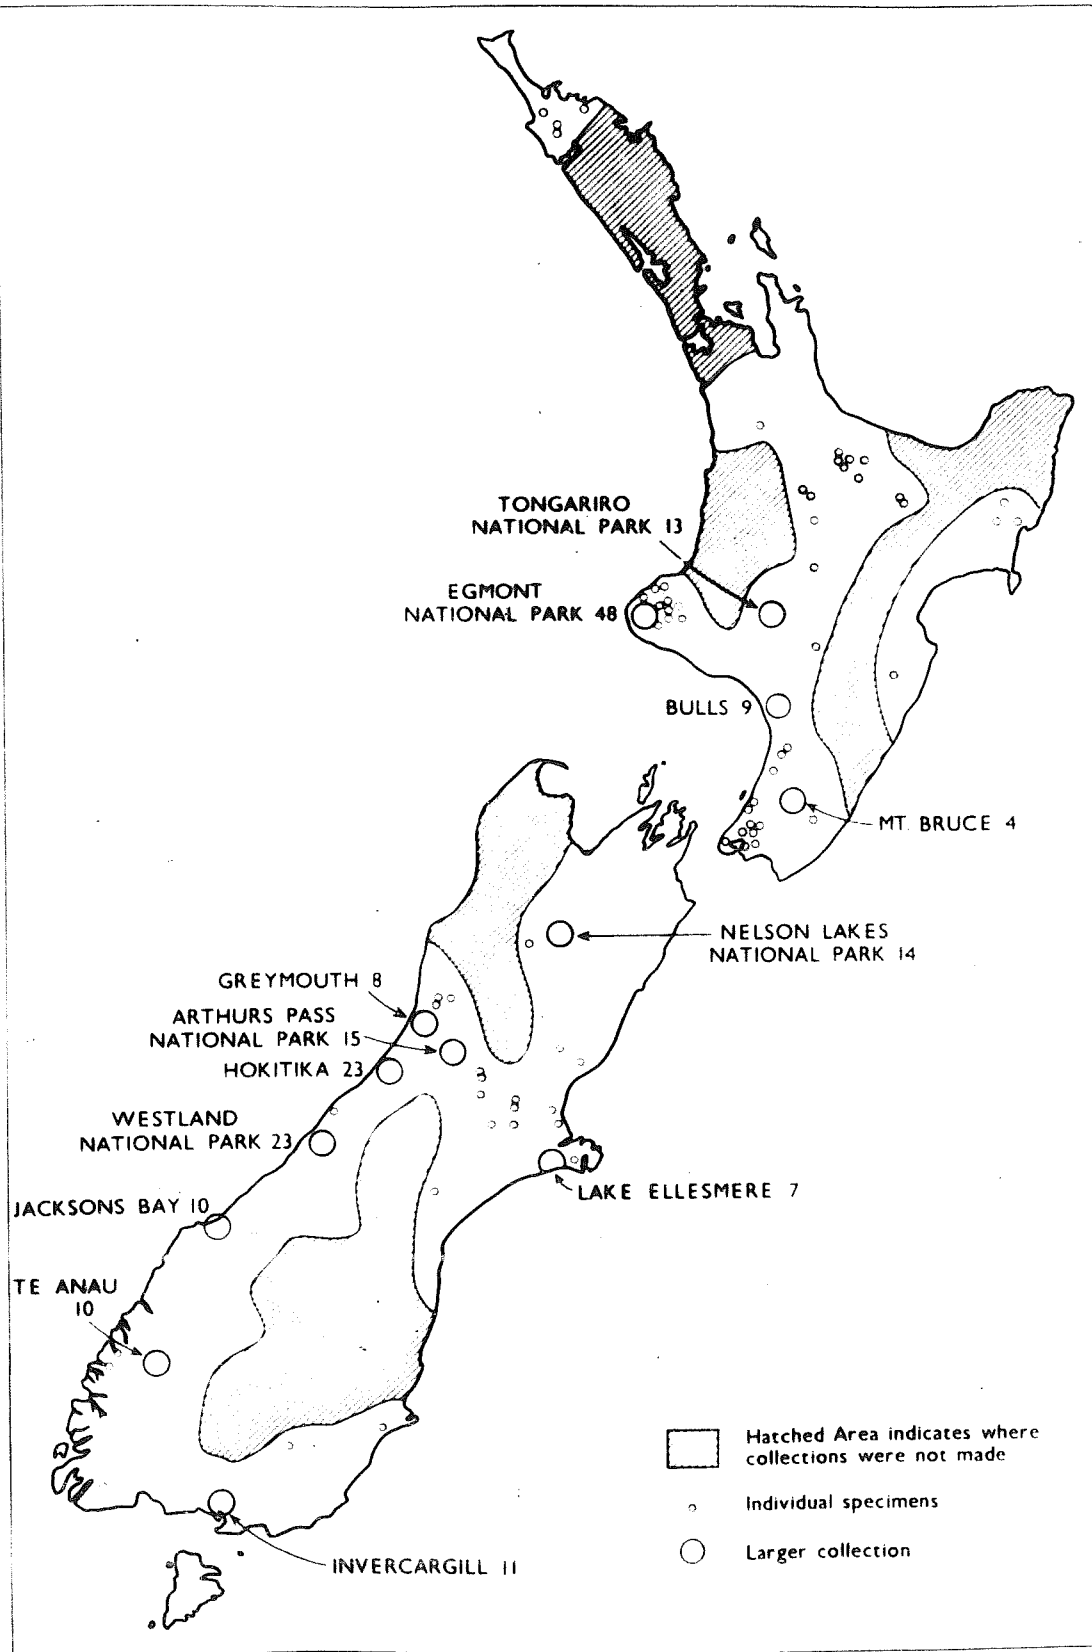 TONGARIRO
NATIONAL PARK 13
EGMONT
NATIONAL PARK 48
BULLS 9
MT. BRUCE 4
NELSON LAKES
NATIONAL PARK 14
GREYMOUTH 8
ARTHURS PASS
NATIONAL PARK 15
HOKITIKA 23
WESTLAND
NATIONAL PARK 23
LAKE ELLESMERE 7
JACKSONS BAY 10
TE ANAU
10
INVERCARGILL 11
Hatched Area indicates where
collections were not made
Individual specimens
Larger collection